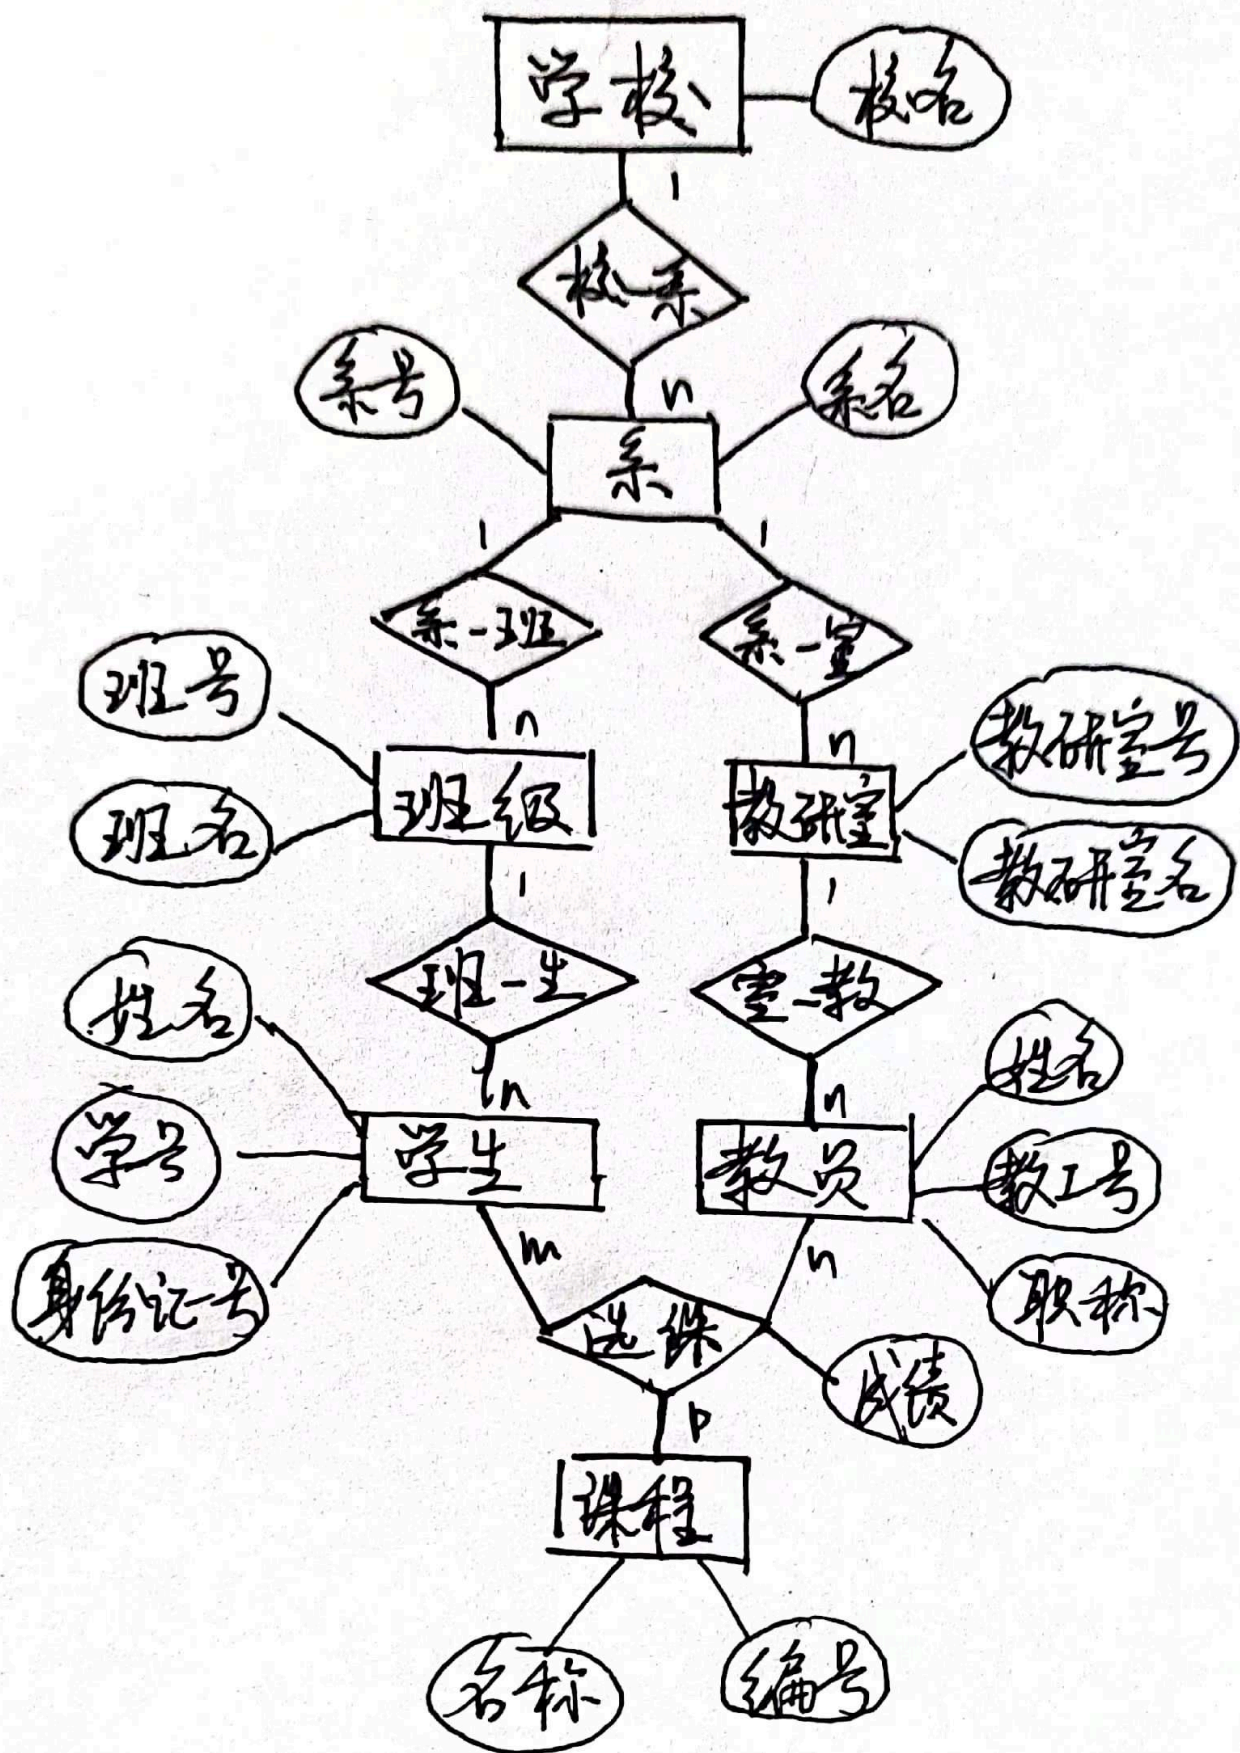 学校 校名
1
校-系
系号 n 系名
系
1 1
系-班 系-室
班号 n n 教研室号
班级 教研室
班名 教研室名
1 1
姓名 班-生 室-教
n n 姓名
学号 学生 教员 教工号
身份证号 m n 职称
选课
成绩
p
课程
名称 编号